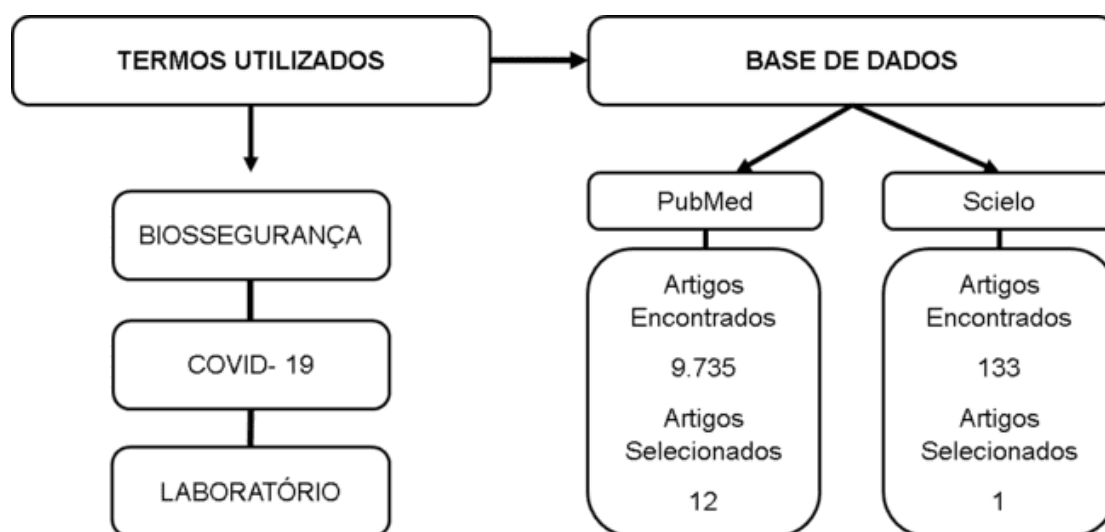 TERMOS UTILIZADOS
BASE DE DADOS
BIOSSEGURANÇA
COVID- 19
LABORATÓRIO
PubMed
Artigos
Encontrados
9.735
Artigos
Selecionados
12
Scielo
Artigos
Encontrados
133
Artigos
Selecionados
1